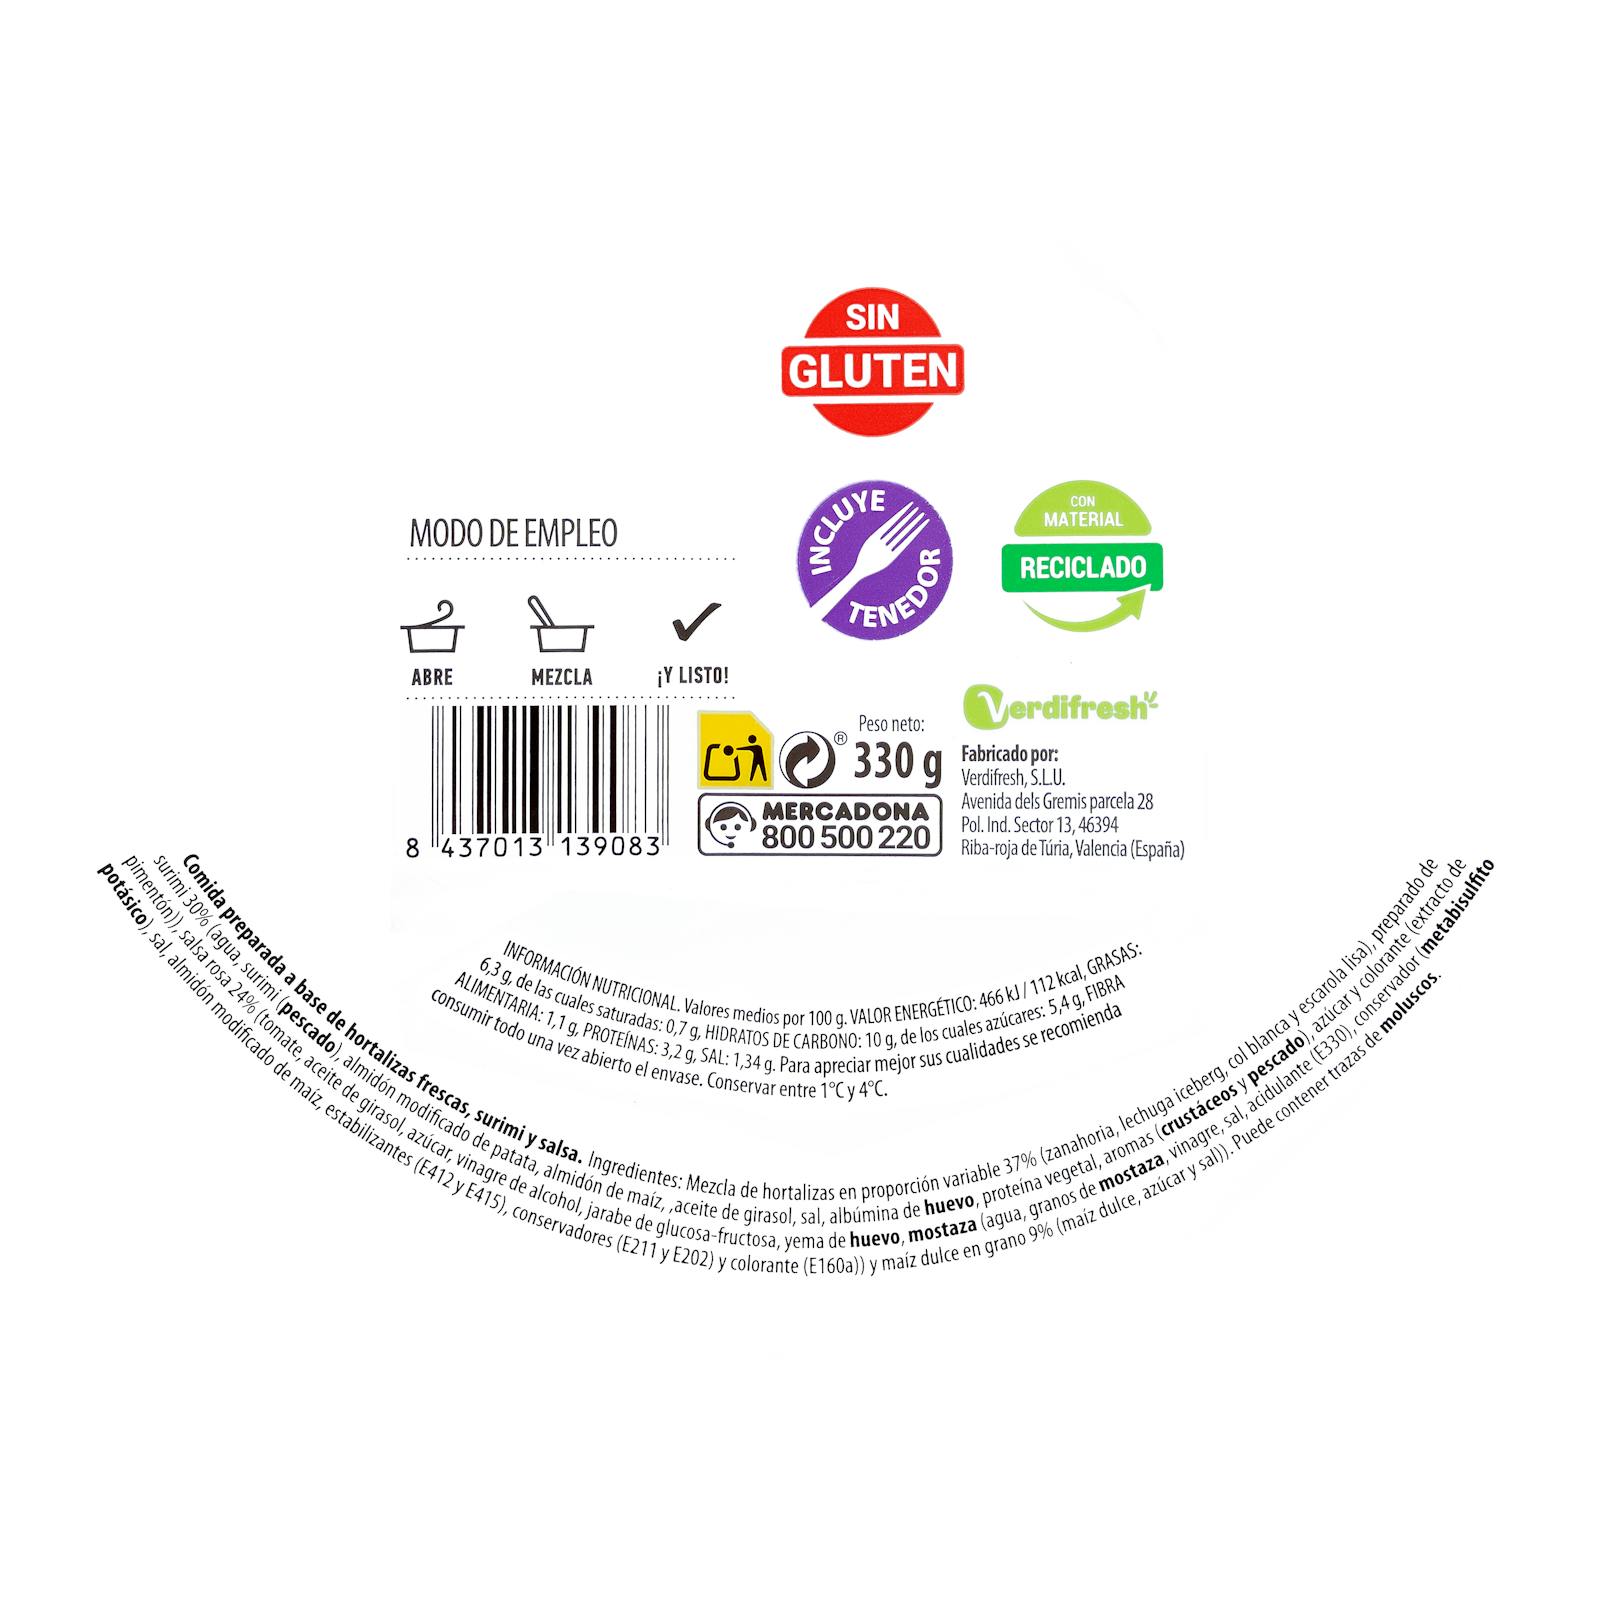 SIN
GLUTEN
INCLUYE
TENEDOR
CON
MATERIAL
RECICLADO
MODO DE EMPLEO
ABRE
MEZCLA
¡Y LISTO!
8 437013 139083
Peso neto:
330 g
®
MERCADONA
800 500 220
Verdifresh
Fabricado por:
Verdifresh, S.L.U.
Avenida dels Gremis parcela 28
Pol. Ind. Sector 13, 46394
Riba-roja de Túria, Valencia (España)
INFORMACIÓN NUTRICIONAL. Valores medios por 100 g. VALOR ENERGÉTICO: 466 kJ / 112 kcal, GRASAS:
6,3 g, de las cuales saturadas: 0,7 g, HIDRATOS DE CARBONO: 10 g, de los cuales azúcares: 5,4 g, FIBRA
ALIMENTARIA: 1,1 g, PROTEÍNAS: 3,2 g, SAL: 1,34 g. Para apreciar mejor sus cualidades se recomienda
consumir todo una vez abierto el envase. Conservar entre 1°C y 4°C.
Comida preparada a base de hortalizas frescas, surimi y salsa. Ingredientes: Mezcla de hortalizas en proporción variable 37% (zanahoria, lechuga iceberg, col blanca y escarola lisa), preparado de
surimi 30% (agua, surimi (pescado), almidón modificado de patata, almidón de maíz, ,aceite de girasol, sal, albúmina de huevo, proteína vegetal, aromas (crustáceos y pescado), azúcar y colorante (extracto de
pimentón)), salsa rosa 24% (tomate, aceite de girasol, azúcar, vinagre de alcohol, jarabe de glucosa-fructosa, yema de huevo, mostaza (agua, granos de mostaza, vinagre, sal, acidulante (E330), conservador (metabisulfito
potásico), sal, almidón modificado de maíz, estabilizantes (E412 y E415), conservadores (E211 y E202) y colorante (E160a)) y maíz dulce en grano 9% (maíz dulce, azúcar y sal)). Puede contener trazas de moluscos.